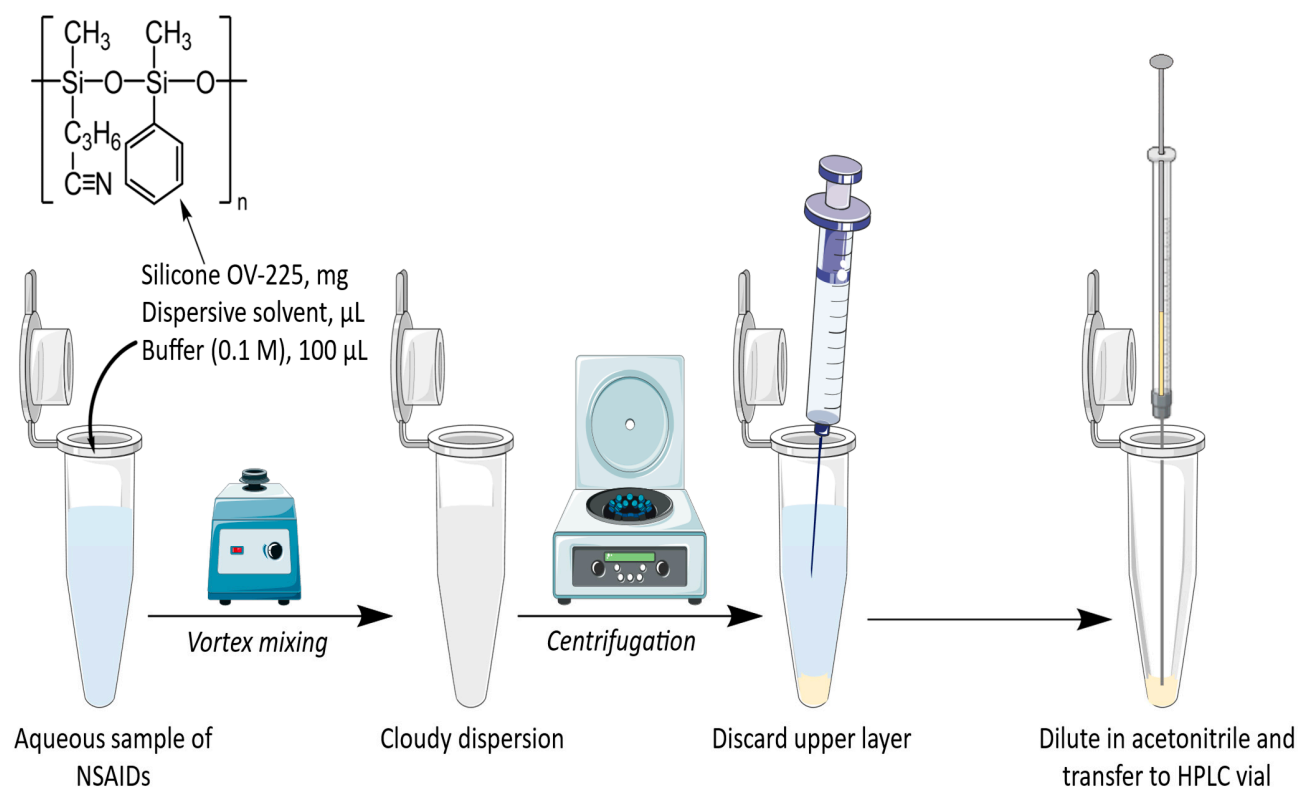 CH₃ CH₃
Si O Si O
C₃H₆
C≡N
n
Silicone OV-225, mg
Dispersive solvent, µL
Buffer (0.1 M), 100 µL
Vortex mixing
Centrifugation
Aqueous sample of
NSAIDs
Cloudy dispersion
Discard upper layer
Dilute in acetonitrile and
transfer to HPLC vial